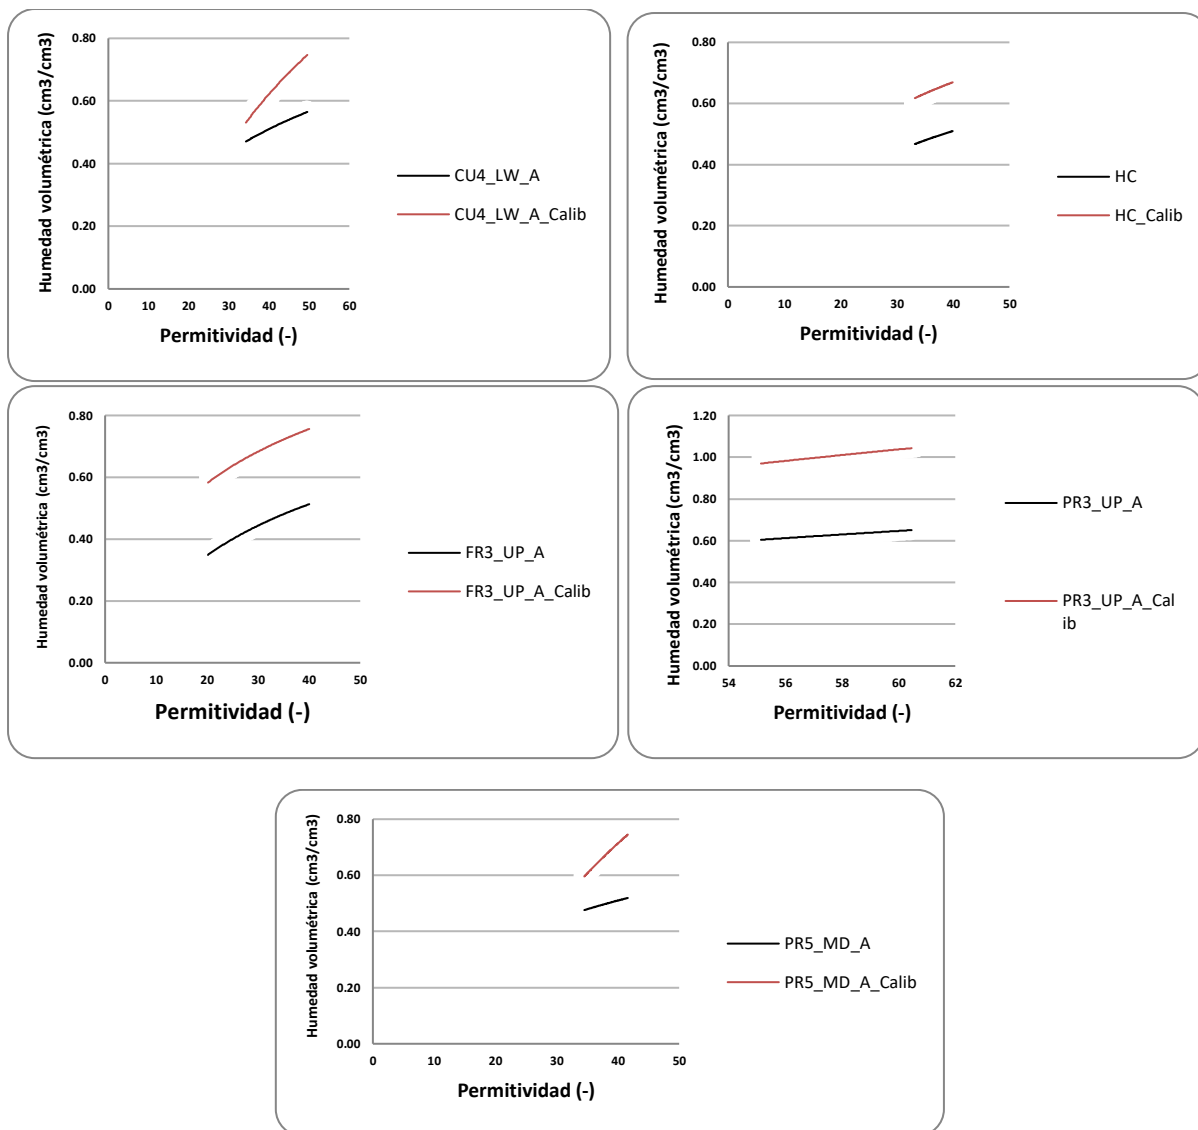 Humedad volumétrica (cm3/cm3)
0.80
0.60
0.40
0.20
0.00
0 10 20 30 40 50 60
Permitividad (-)
CU4_LW_A
CU4_LW_A_Calib
Humedad volumétrica (cm3/cm3)
0.80
0.60
0.40
0.20
0.00
0 10 20 30 40 50
Permitividad (-)
HC
HC_Calib
Humedad volumétrica (cm3/cm3)
0.80
0.60
0.40
0.20
0.00
0 10 20 30 40 50
Permitividad (-)
FR3_UP_A
FR3_UP_A_Calib
Humedad volumétrica (cm3/cm3)
1.20
1.00
0.80
0.60
0.40
0.20
0.00
54 56 58 60 62
Permitividad (-)
PR3_UP_A
PR3_UP_A_Cal
ib
Humedad volumétrica (cm3/cm3)
0.80
0.60
0.40
0.20
0.00
0 10 20 30 40 50
Permitividad (-)
PR5_MD_A
PR5_MD_A_Calib